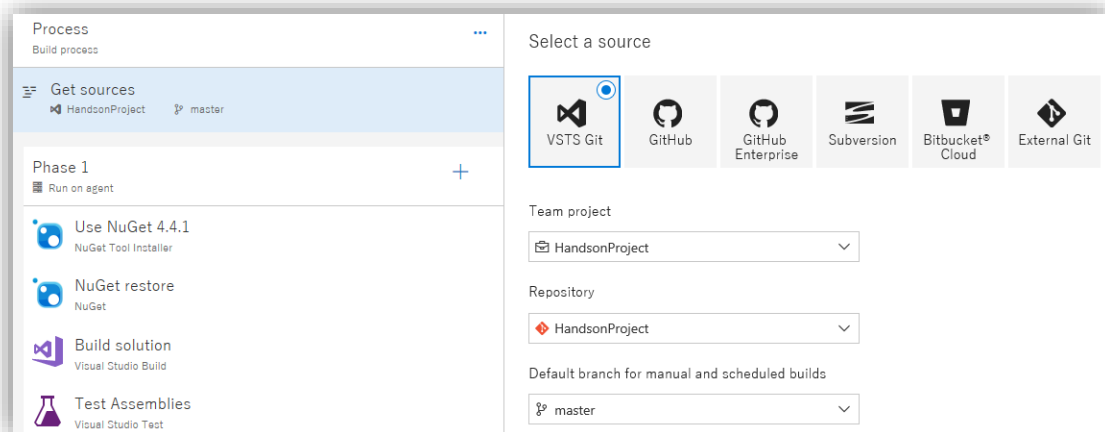 Process
Build process
Get sources
HandsonProject master
Phase 1
Run on agent
Use NuGet 4.4.1
NuGet Tool Installer
NuGet restore
NuGet
Build solution
Visual Studio Build
Test Assemblies
Visual Studio Test
Select a source
VSTS Git
GitHub
GitHub
Enterprise
Subversion
Bitbucket®
Cloud
External Git
Team project
HandsonProject
Repository
HandsonProject
Default branch for manual and scheduled builds
master